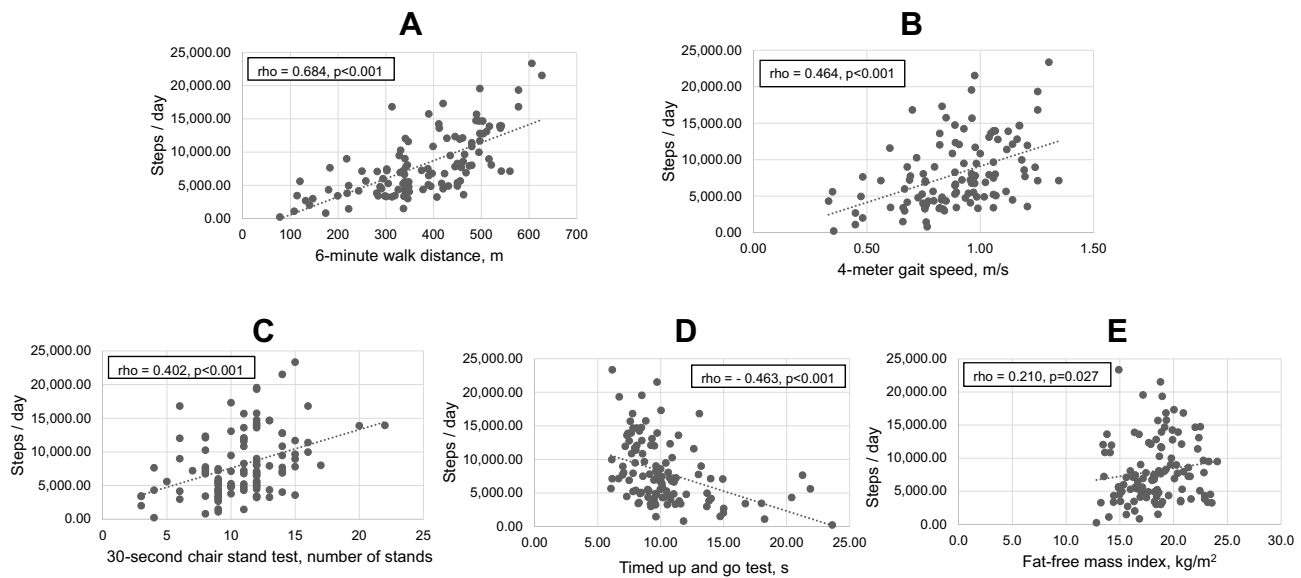 A
25,000.00
20,000.00
15,000.00
10,000.00
5,000.00
0.00
Steps / day
rho = 0.684, p<0.001
0 100 200 300 400 500 600 700
6-minute walk distance, m
B
25,000.00
20,000.00
15,000.00
10,000.00
5,000.00
0.00
Steps / day
rho = 0.464, p<0.001
0.00 0.50 1.00 1.50
4-meter gait speed, m/s
C
25,000.00
20,000.00
15,000.00
10,000.00
5,000.00
0.00
Steps / day
rho = 0.402, p<0.001
0 5 10 15 20 25
30-second chair stand test, number of stands
D
25,000.00
20,000.00
15,000.00
10,000.00
5,000.00
0.00
Steps / day
rho = - 0.463, p<0.001
0.00 5.00 10.00 15.00 20.00 25.00
Timed up and go test, s
E
25,000.00
20,000.00
15,000.00
10,000.00
5,000.00
0.00
Steps / day
rho = 0.210, p=0.027
0.0 5.0 10.0 15.0 20.0 25.0 30.0
Fat-free mass index, kg/m²